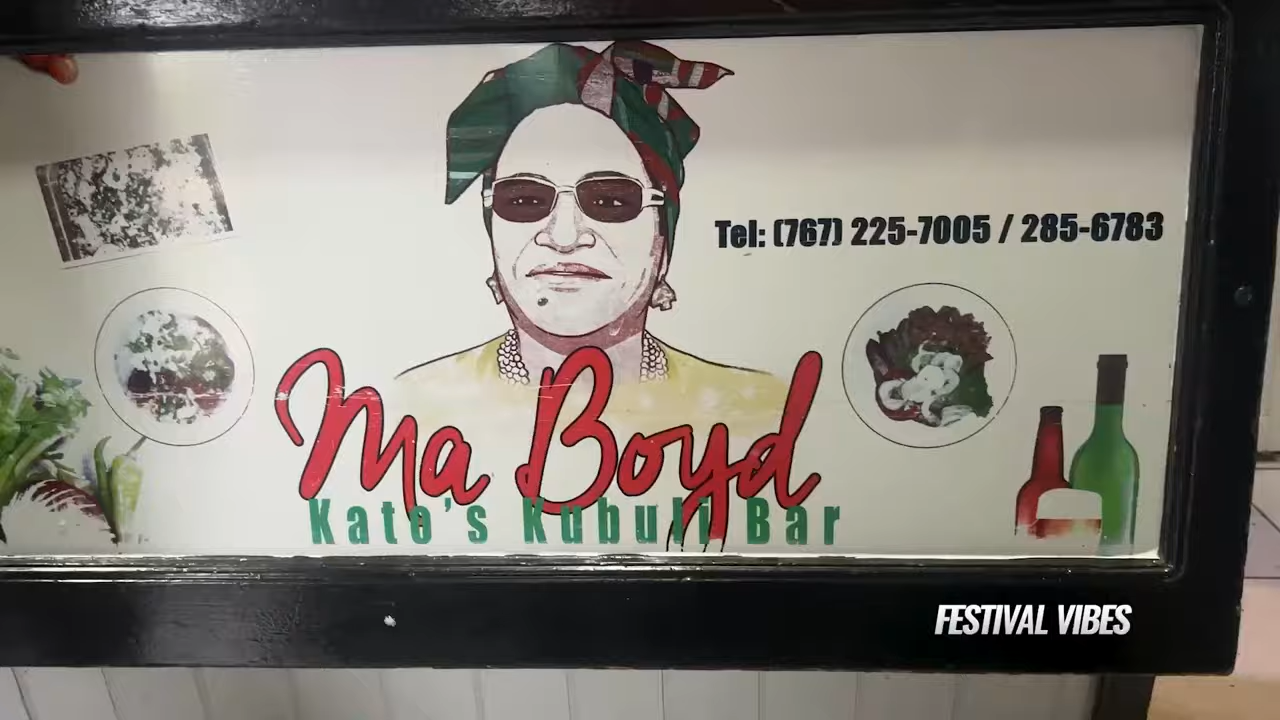 Tel: (767) 225-7005 / 285-6783
Ma Boyd
Kate's Kubuli Bar
FESTIVAL VIBES